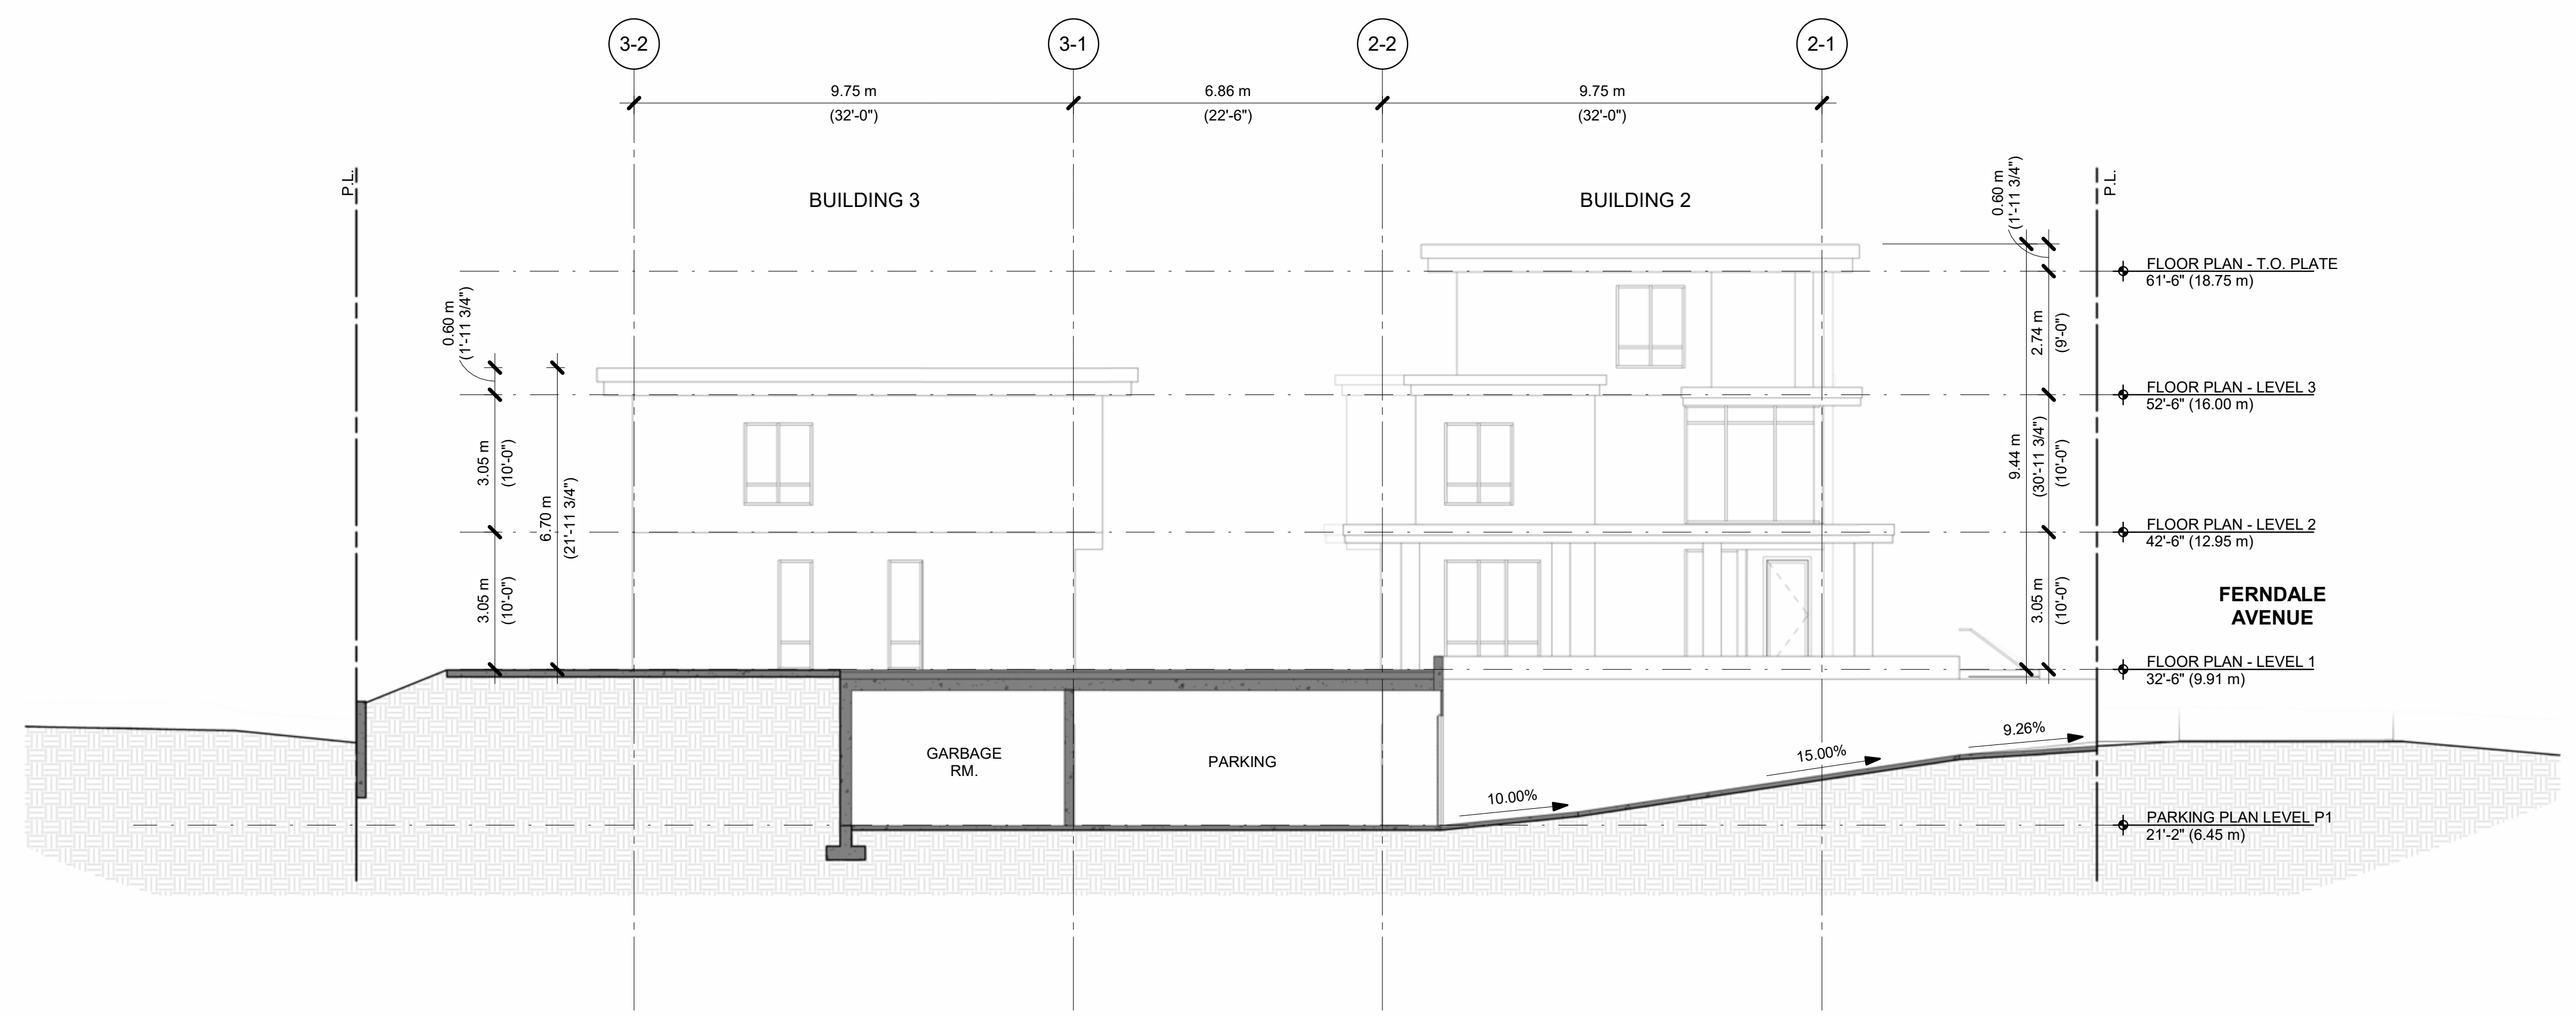 3-2
3-1
2-2
2-1
9.75 m
(32'-0")
6.86 m
(22'-6")
9.75 m
(32'-0")
P.L.
P.L.
BUILDING 3
BUILDING 2
0.60 m
(1'-11 3/4")
3.05 m
(10'-0")
3.05 m
(10'-0")
6.70 m
(21'-11 3/4")
0.60 m
(1'-11 3/4")
2.74 m
(9'-0")
9.44 m
(30'-11 3/4")
3.05 m
(10'-0")
(10'-0")
FLOOR PLAN - T.O. PLATE
61'-6" (18.75 m)
FLOOR PLAN - LEVEL 3
52'-6" (16.00 m)
FLOOR PLAN - LEVEL 2
42'-6" (12.95 m)
FERNDALE
AVENUE
FLOOR PLAN - LEVEL 1
32'-6" (9.91 m)
PARKING PLAN LEVEL P1
21'-2" (6.45 m)
GARBAGE
RM.
PARKING
10.00%
15.00%
9.26%